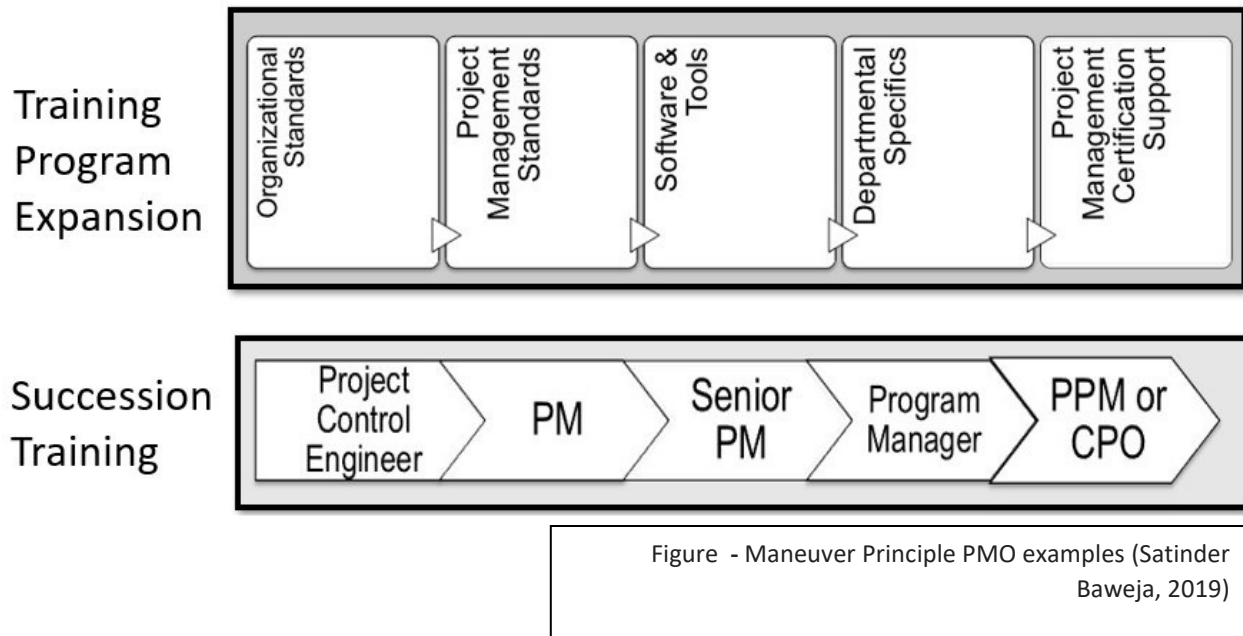 Training
Program
Expansion
Organizational
Standards
Project
Management
Standards
Software &
Tools
Departmental
Specifics
Project
Management
Certification
Support
Succession
Training
Project
Control
Engineer
PM
Senior
PM
Program
Manager
PPM or
CPO
Figure  - Maneuver Principle PMO examples (Satinder
Baweja, 2019)